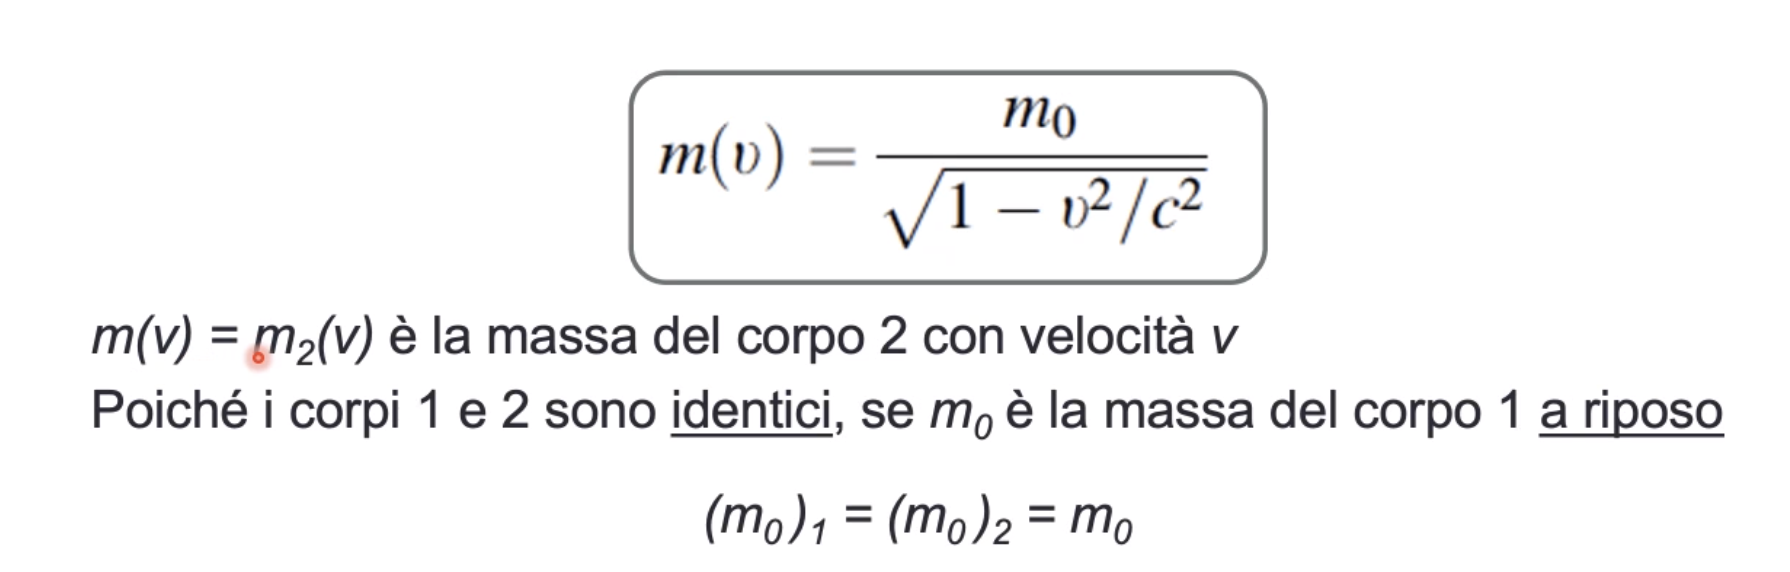 m(υ) = m₀ / √(1 − υ²/c²)
m(v) = m₂(v) è la massa del corpo 2 con velocità v
Poiché i corpi 1 e 2 sono identici, se m₀ è la massa del corpo 1 a riposo
(m₀)₁ = (m₀)₂ = m₀